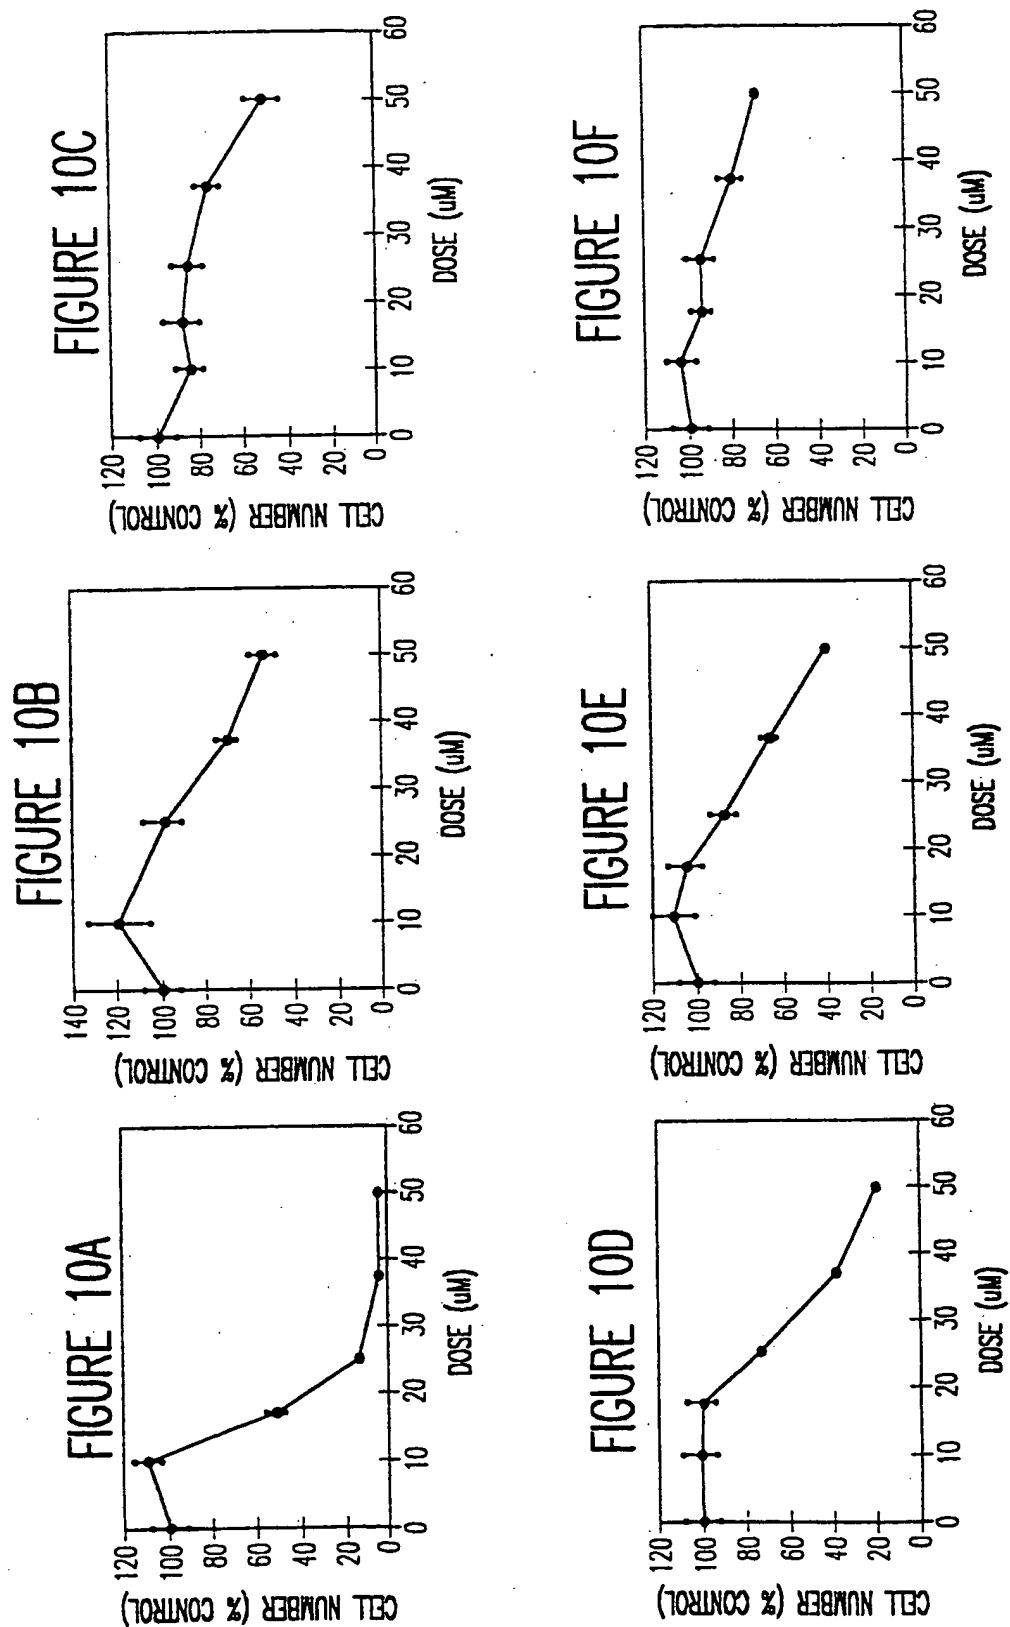 FIGURE 10A
CELL NUMBER (% CONTROL)
120
100
80
60
40
20
0
0 10 20 30 40 50 60
DOSE (uM)
FIGURE 10B
CELL NUMBER (% CONTROL)
140
120
100
80
60
40
20
0
0 10 20 30 40 50 60
DOSE (uM)
FIGURE 10C
CELL NUMBER (% CONTROL)
120
100
80
60
40
20
0
0 10 20 30 40 50 60
DOSE (uM)
FIGURE 10D
CELL NUMBER (% CONTROL)
120
100
80
60
40
20
0
0 10 20 30 40 50 60
DOSE (uM)
FIGURE 10E
CELL NUMBER (% CONTROL)
120
100
80
60
40
20
0
0 10 20 30 40 50 60
DOSE (uM)
FIGURE 10F
CELL NUMBER (% CONTROL)
120
100
80
60
40
20
0
0 10 20 30 40 50 60
DOSE (uM)